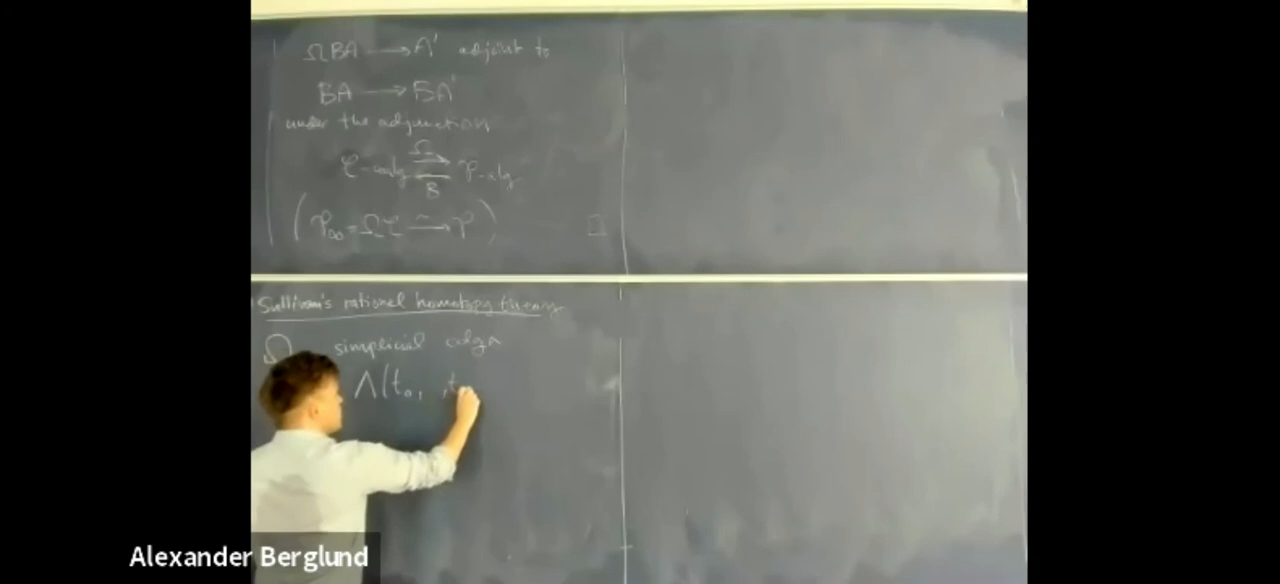 ΩBA ⟶ A' adjoint to
BA ⟶ BA'
under the adjunction
𝒞-coalg ⇄ 𝒫-alg
Ω
B
(𝒫∞ = Ω𝒞 ⟶∼ 𝒫) □
Sullivan's rational homotopy theory
Ω simplicial cdga
Λ(t₀, , t
Alexander Berglund